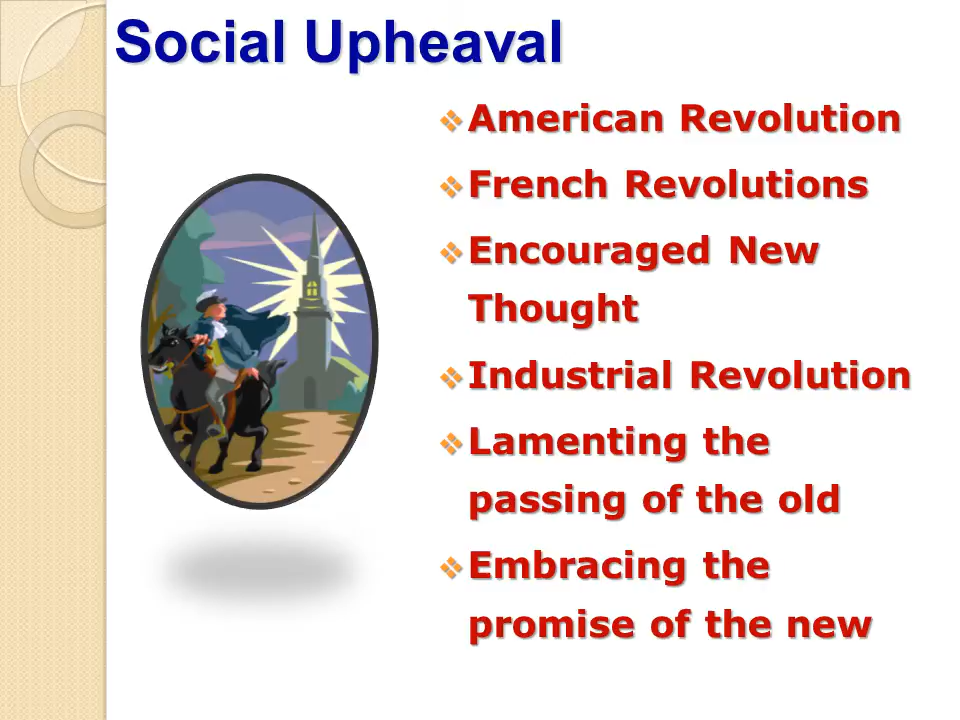 Social Upheaval
American Revolution
French Revolutions
Encouraged New
Thought
Industrial Revolution
Lamenting the
passing of the old
Embracing the
promise of the new